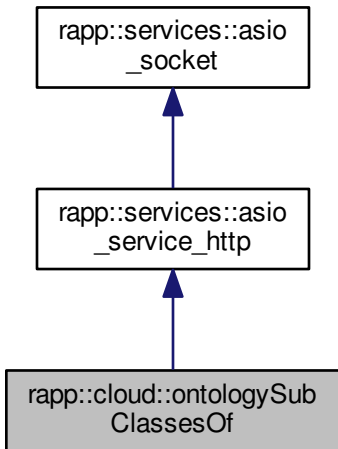 rapp::services::asio
_socket
rapp::services::asio
_service_http
rapp::cloud::ontologySub
ClassesOf